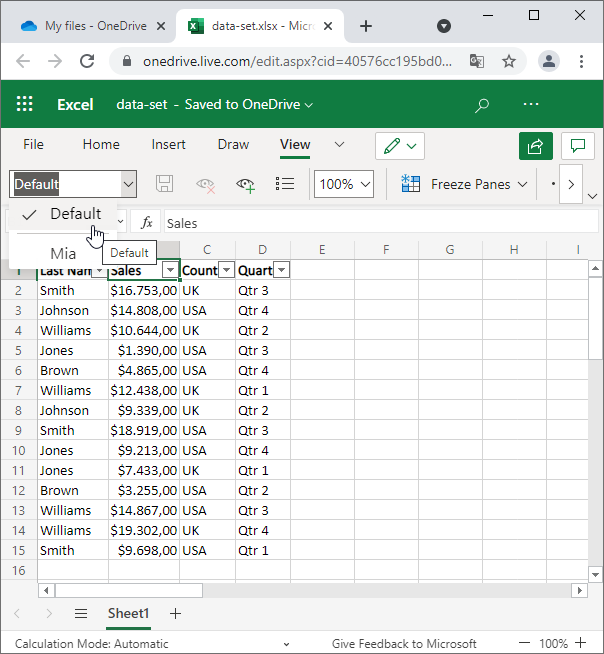 My files - OneDrive
data-set.xlsx - Micro
onedrive.live.com/edit.aspx?cid=40576cc195bd0...
Excel data-set - Saved to OneDrive
File Home Insert Draw View
Default 100% Freeze Panes
Default
fx Sales
Mia
Default
C D E F G H I
1 Last Nam Sales Count Quart
2 Smith $16.753,00 UK Qtr 3
3 Johnson $14.808,00 USA Qtr 4
4 Williams $10.644,00 UK Qtr 2
5 Jones $1.390,00 USA Qtr 3
6 Brown $4.865,00 USA Qtr 4
7 Williams $12.438,00 UK Qtr 1
8 Johnson $9.339,00 UK Qtr 2
9 Smith $18.919,00 USA Qtr 3
10 Jones $9.213,00 USA Qtr 4
11 Jones $7.433,00 UK Qtr 1
12 Brown $3.255,00 USA Qtr 2
13 Williams $14.867,00 USA Qtr 3
14 Williams $19.302,00 UK Qtr 4
15 Smith $9.698,00 USA Qtr 1
16
Sheet1
Calculation Mode: Automatic Give Feedback to Microsoft 100%